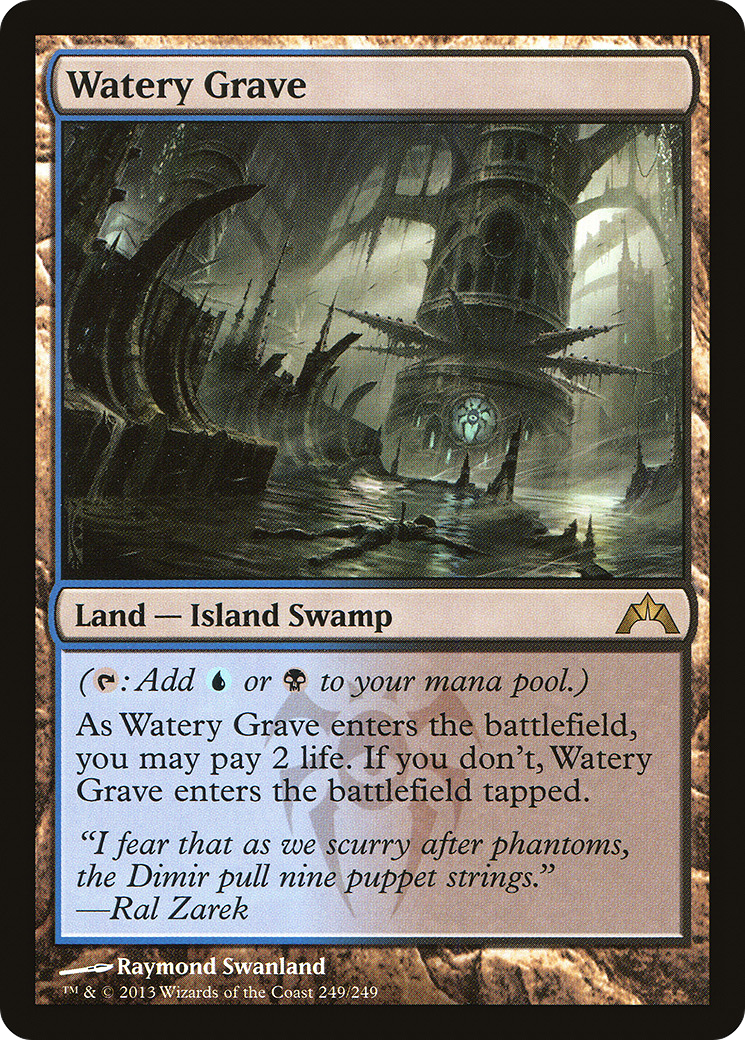 Watery Grave
Land — Island Swamp
(: Add  or  to your mana pool.)
As Watery Grave enters the battlefield,
you may pay 2 life. If you don't, Watery
Grave enters the battlefield tapped.
“I fear that as we scurry after phantoms,
the Dimir pull nine puppet strings.”
—Ral Zarek
Raymond Swanland
™ & © 2013 Wizards of the Coast 249/249